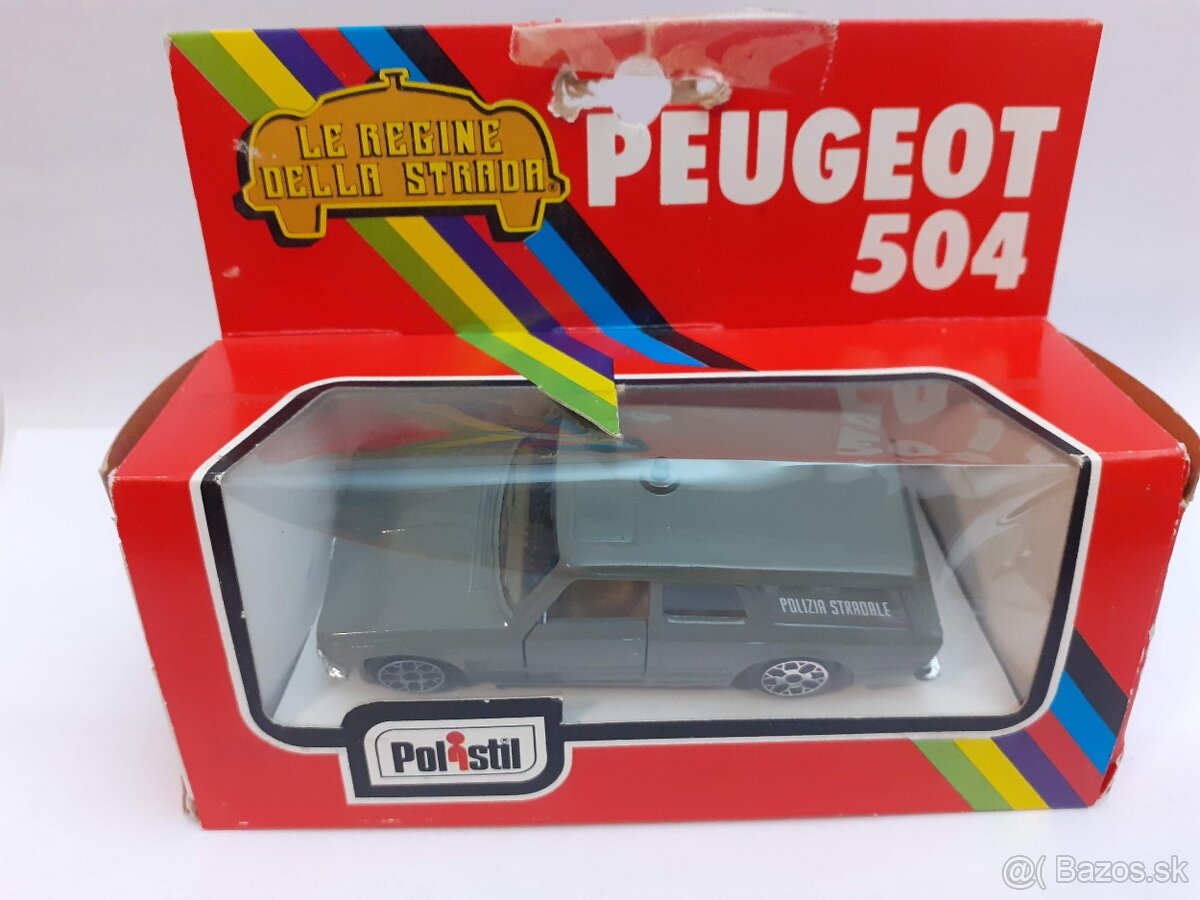 LE REGINE
DELLA STRADA®
PEUGEOT
504
POLIZIA STRADALE
Polistil
@( Bazos.sk